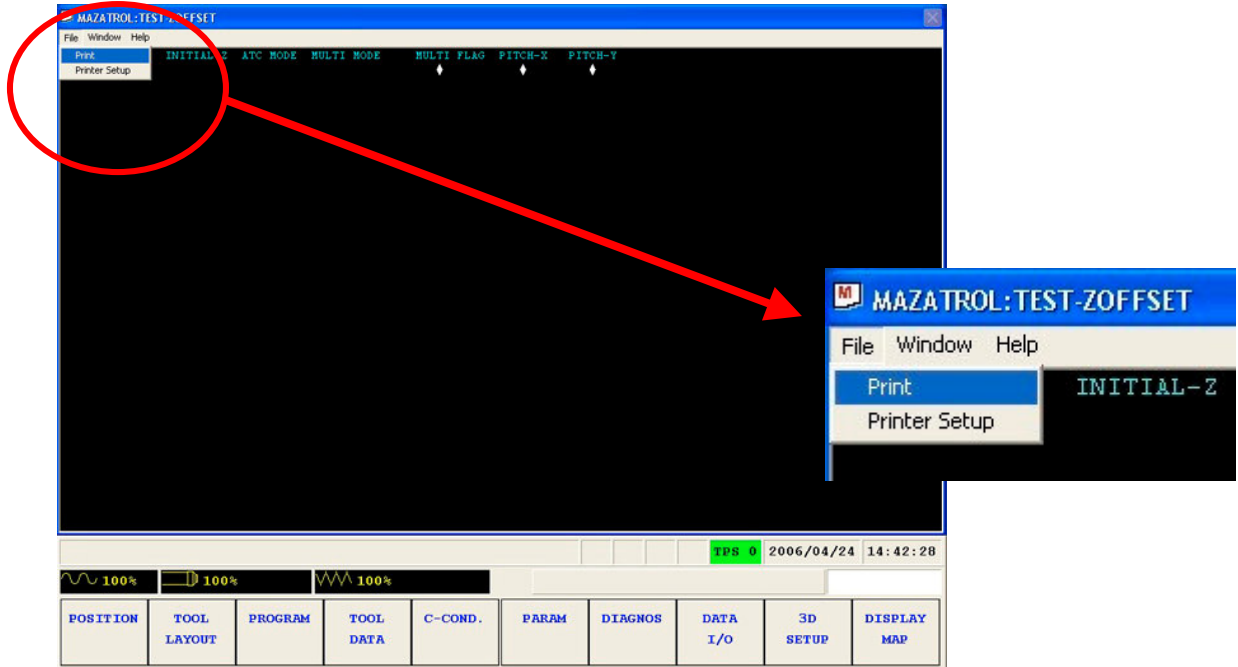 MAZATROL:TEST-ZOFFSET
File Window Help
Print INITIAL-Z ATC MODE MULTI MODE MULTI FLAG PITCH-X PITCH-Y
Printer Setup
MAZATROL:TEST-ZOFFSET
File Window Help
Print INITIAL-Z
Printer Setup
TPS 0 2006/04/24 14:42:28
100% 100% 100%
POSITION TOOL LAYOUT PROGRAM TOOL DATA C-COND. PARAM DIAGNOS DATA I/O 3D SETUP DISPLAY MAP